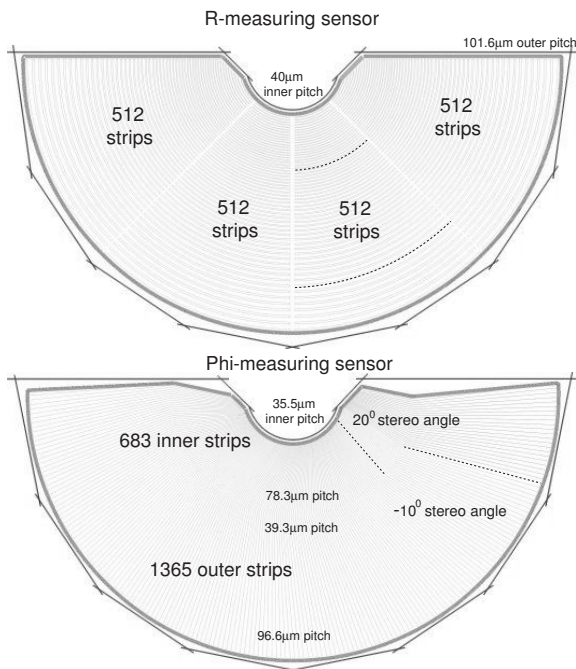 R-measuring sensor
101.6μm outer pitch
40μm
inner pitch
512
strips
512
strips
512
strips
512
strips
Phi-measuring sensor
35.5μm
inner pitch
20⁰ stereo angle
683 inner strips
78.3μm pitch
-10⁰ stereo angle
39.3μm pitch
1365 outer strips
96.6μm pitch